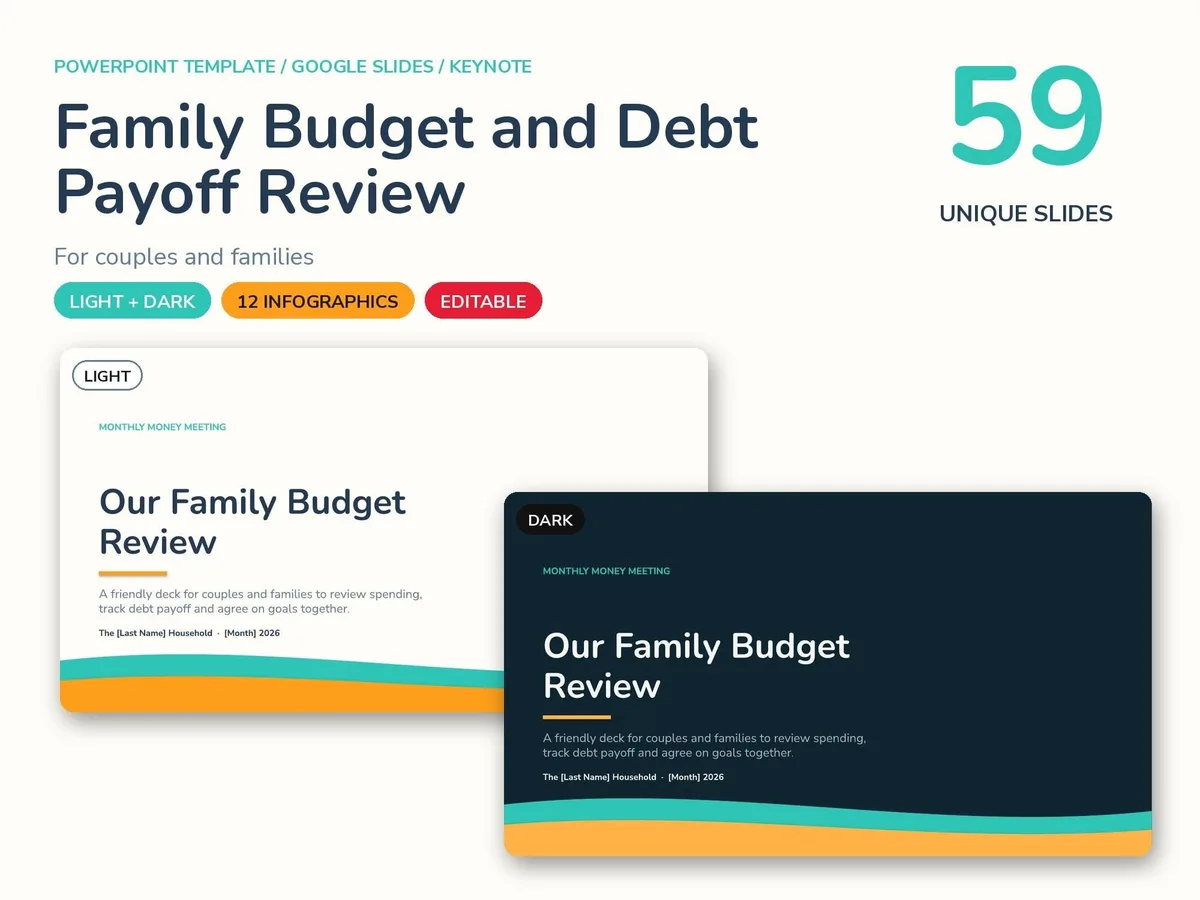 POWERPOINT TEMPLATE / GOOGLE SLIDES / KEYNOTE
Family Budget and Debt
Payoff Review
For couples and families
LIGHT + DARK
12 INFOGRAPHICS
EDITABLE
59
UNIQUE SLIDES
LIGHT
MONTHLY MONEY MEETING
Our Family Budget
Review
A friendly deck for couples and families to review spending,
track debt payoff and agree on goals together.
The [Last Name] Household · [Month] 2026
DARK
MONTHLY MONEY MEETING
Our Family Budget
Review
A friendly deck for couples and families to review spending,
track debt payoff and agree on goals together.
The [Last Name] Household · [Month] 2026